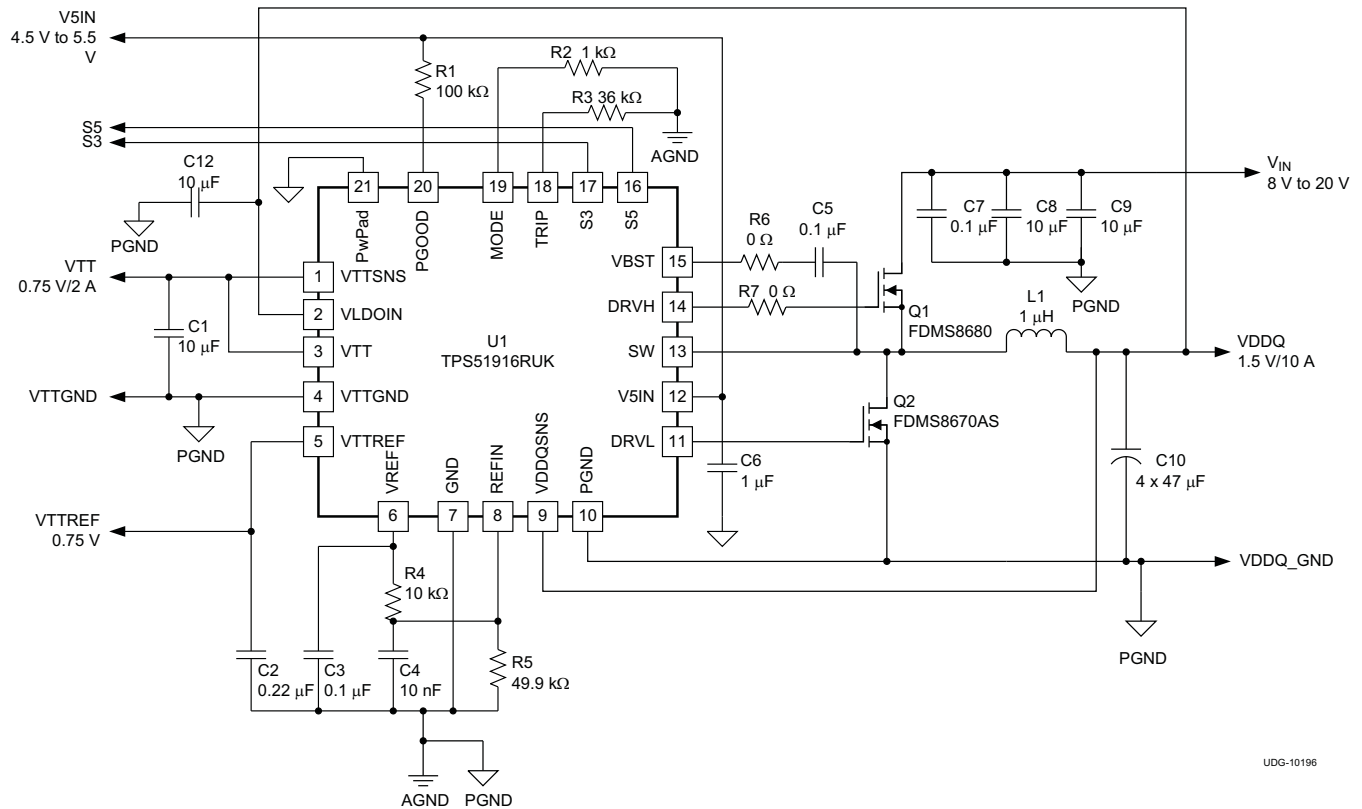 V5IN
4.5 V to 5.5
V
R1
100 kΩ
R2 1 kΩ
R3 36 kΩ
AGND
S5
S3
C12
10 μF
PGND
21
20
19
18
17
16
PwPad
PGOOD
MODE
TRIP
S3
S5
VTT
0.75 V/2 A
C1
10 μF
VTTGND
PGND
VTTREF
0.75 V
1
VTTSNS
2
VLDOIN
3
VTT
4
VTTGND
5
VTTREF
U1
TPS51916RUK
VBST
15
DRVH
14
SW
13
V5IN
12
DRVL
11
VREF
GND
REFIN
VDDQSNS
PGND
6
7
8
9
10
R6
0 Ω
C5
0.1 μF
R7 0 Ω
Q1
FDMS8680
Q2
FDMS8670AS
VIN
8 V to 20 V
C7
0.1 μF
C8
10 μF
C9
10 μF
PGND
L1
1 μH
VDDQ
1.5 V/10 A
C6
1 μF
C10
4 x 47 μF
VDDQ_GND
PGND
R4
10 kΩ
C2
0.22 μF
C3
0.1 μF
C4
10 nF
R5
49.9 kΩ
AGND
PGND
UDG-10196